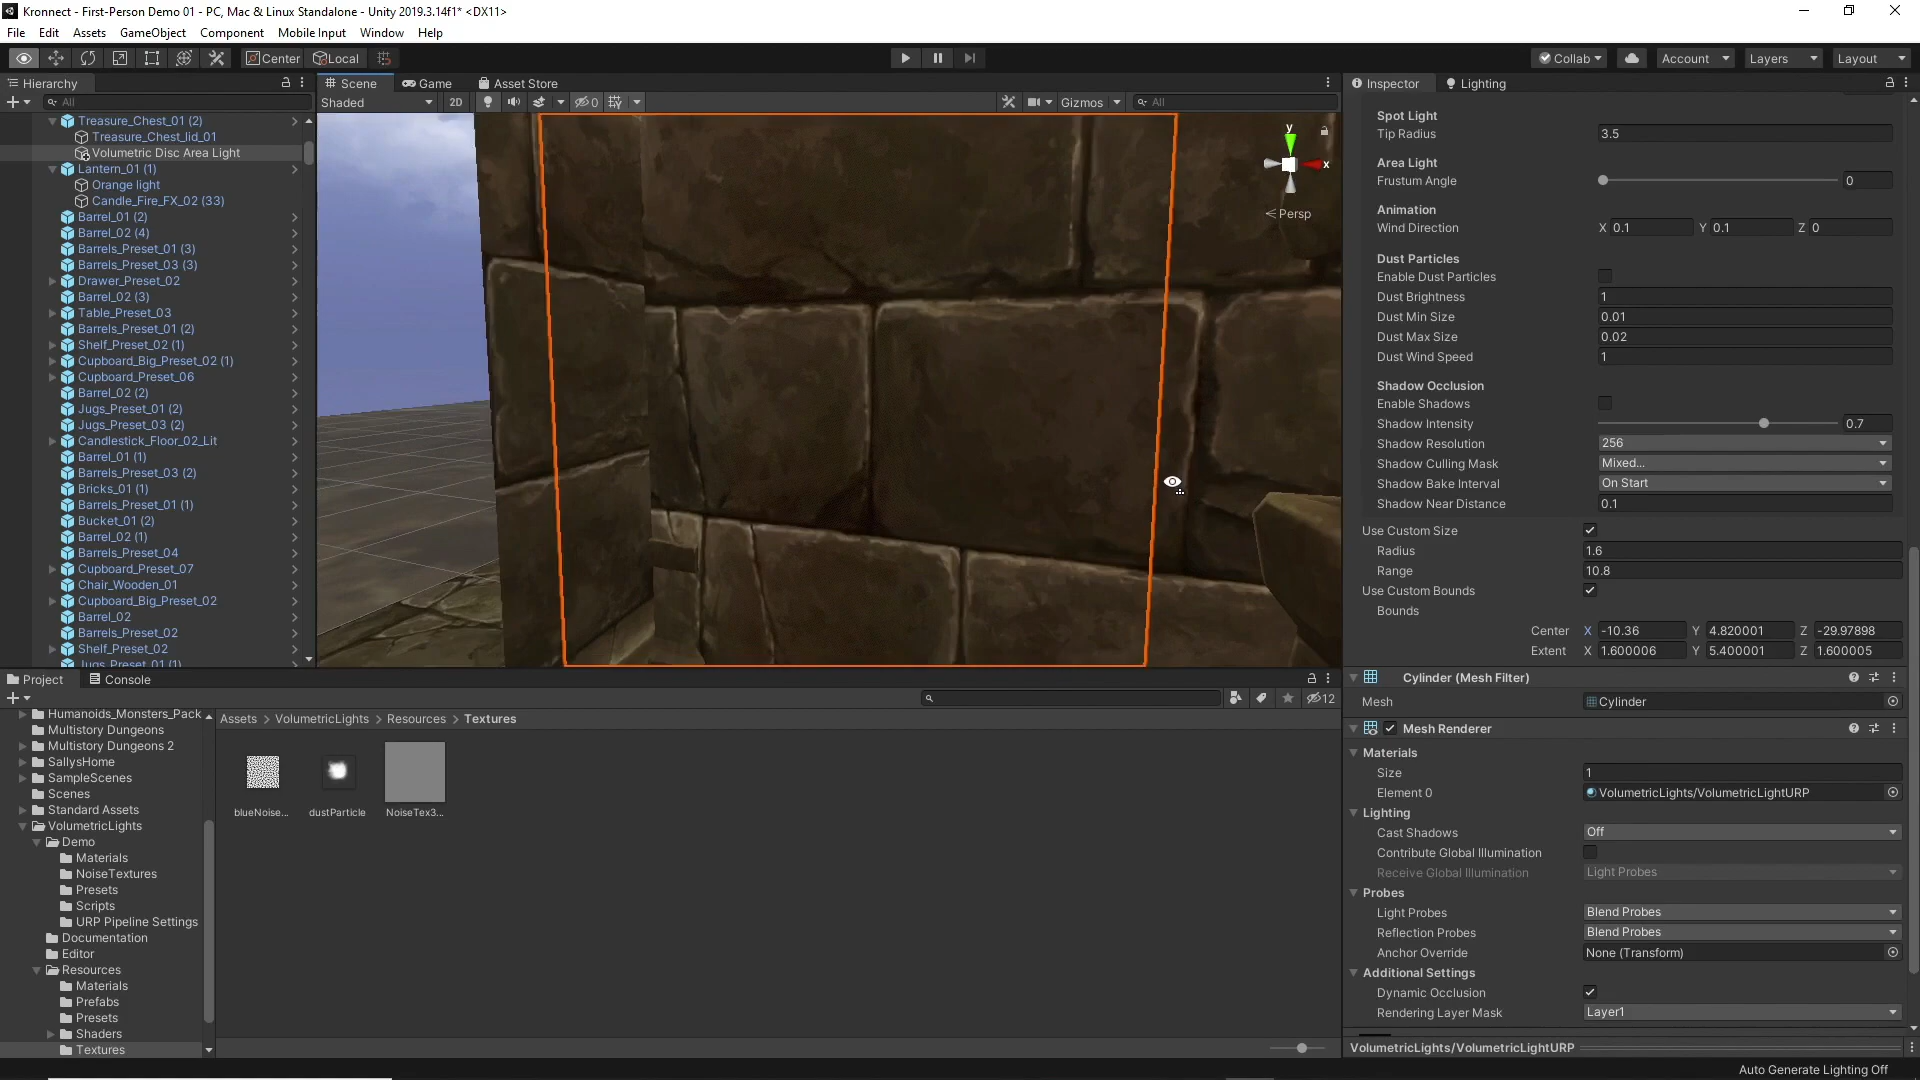 Kronnect - First-Person Demo 01 - PC, Mac & Linux Standalone - Unity 2019.3.14f1* <DX11>
File Edit Assets GameObject Component Mobile Input Window Help
Center Local Collab Account Layers Layout
Hierarchy
All
Treasure_Chest_01 (2)
Treasure_Chest_lid_01
Volumetric Disc Area Light
Lantern_01 (1)
Orange light
Candle_Fire_FX_02 (33)
Barrel_01 (2)
Barrel_02 (4)
Barrels_Preset_01 (3)
Barrels_Preset_03 (3)
Drawer_Preset_02
Barrel_02 (3)
Table_Preset_03
Barrels_Preset_01 (2)
Shelf_Preset_02 (1)
Cupboard_Big_Preset_02 (1)
Cupboard_Preset_06
Barrel_02 (2)
Jugs_Preset_01 (2)
Jugs_Preset_03 (2)
Candlestick_Floor_02_Lit
Barrel_01 (1)
Barrels_Preset_03 (2)
Bricks_01 (1)
Barrels_Preset_01 (1)
Bucket_01 (2)
Barrel_02 (1)
Barrels_Preset_04
Cupboard_Preset_07
Chair_Wooden_01
Cupboard_Big_Preset_02
Barrel_02
Barrels_Preset_02
Shelf_Preset_02
Jugs_Preset_01 (1)
Scene Game Asset Store
Shaded 2D 0 Gizmos All
y
x
Persp
Inspector Lighting
Spot Light
Tip Radius 3.5
Area Light
Frustum Angle 0
Animation
Wind Direction X 0.1 Y 0.1 Z 0
Dust Particles
Enable Dust Particles
Dust Brightness 1
Dust Min Size 0.01
Dust Max Size 0.02
Dust Wind Speed 1
Shadow Occlusion
Enable Shadows
Shadow Intensity 0.7
Shadow Resolution 256
Shadow Culling Mask Mixed...
Shadow Bake Interval On Start
Shadow Near Distance 0.1
Use Custom Size
Radius 1.6
Range 10.8
Use Custom Bounds
Bounds
Center X -10.36 Y 4.820001 Z -29.97898
Extent X 1.600006 Y 5.400001 Z 1.600005
Cylinder (Mesh Filter)
Mesh Cylinder
Mesh Renderer
Materials
Size 1
Element 0 VolumetricLights/VolumetricLightURP
Lighting
Cast Shadows Off
Contribute Global Illumination
Receive Global Illumination Light Probes
Probes
Light Probes Blend Probes
Reflection Probes Blend Probes
Anchor Override None (Transform)
Additional Settings
Dynamic Occlusion
Rendering Layer Mask Layer1
VolumetricLights/VolumetricLightURP
Project Console
12
Humanoids_Monsters_Pack
Multistory Dungeons
Multistory Dungeons 2
SallysHome
SampleScenes
Scenes
Standard Assets
VolumetricLights
Demo
Materials
NoiseTextures
Presets
Scripts
URP Pipeline Settings
Documentation
Editor
Resources
Materials
Prefabs
Presets
Shaders
Textures
Assets > VolumetricLights > Resources > Textures
blueNoise... dustParticle NoiseTex3...
Auto Generate Lighting Off